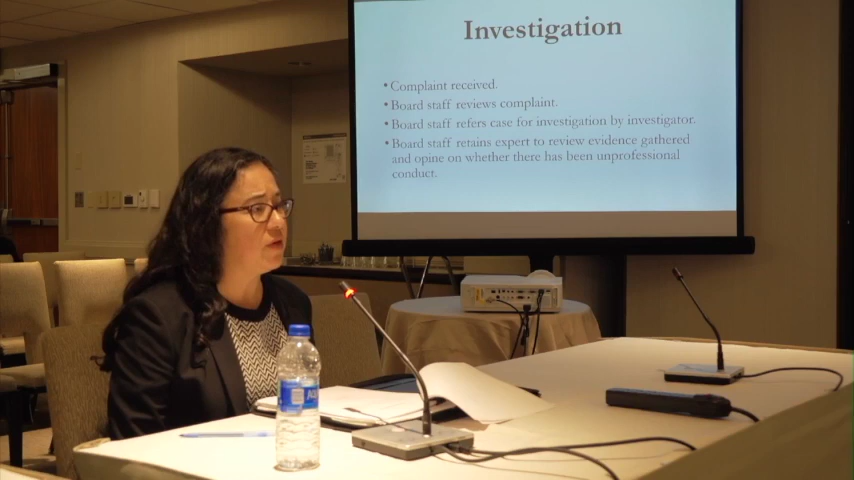 Investigation
• Complaint received.
• Board staff reviews complaint.
• Board staff refers case for investigation by investigator.
• Board staff retains expert to review evidence gathered
and opine on whether there has been unprofessional
conduct.